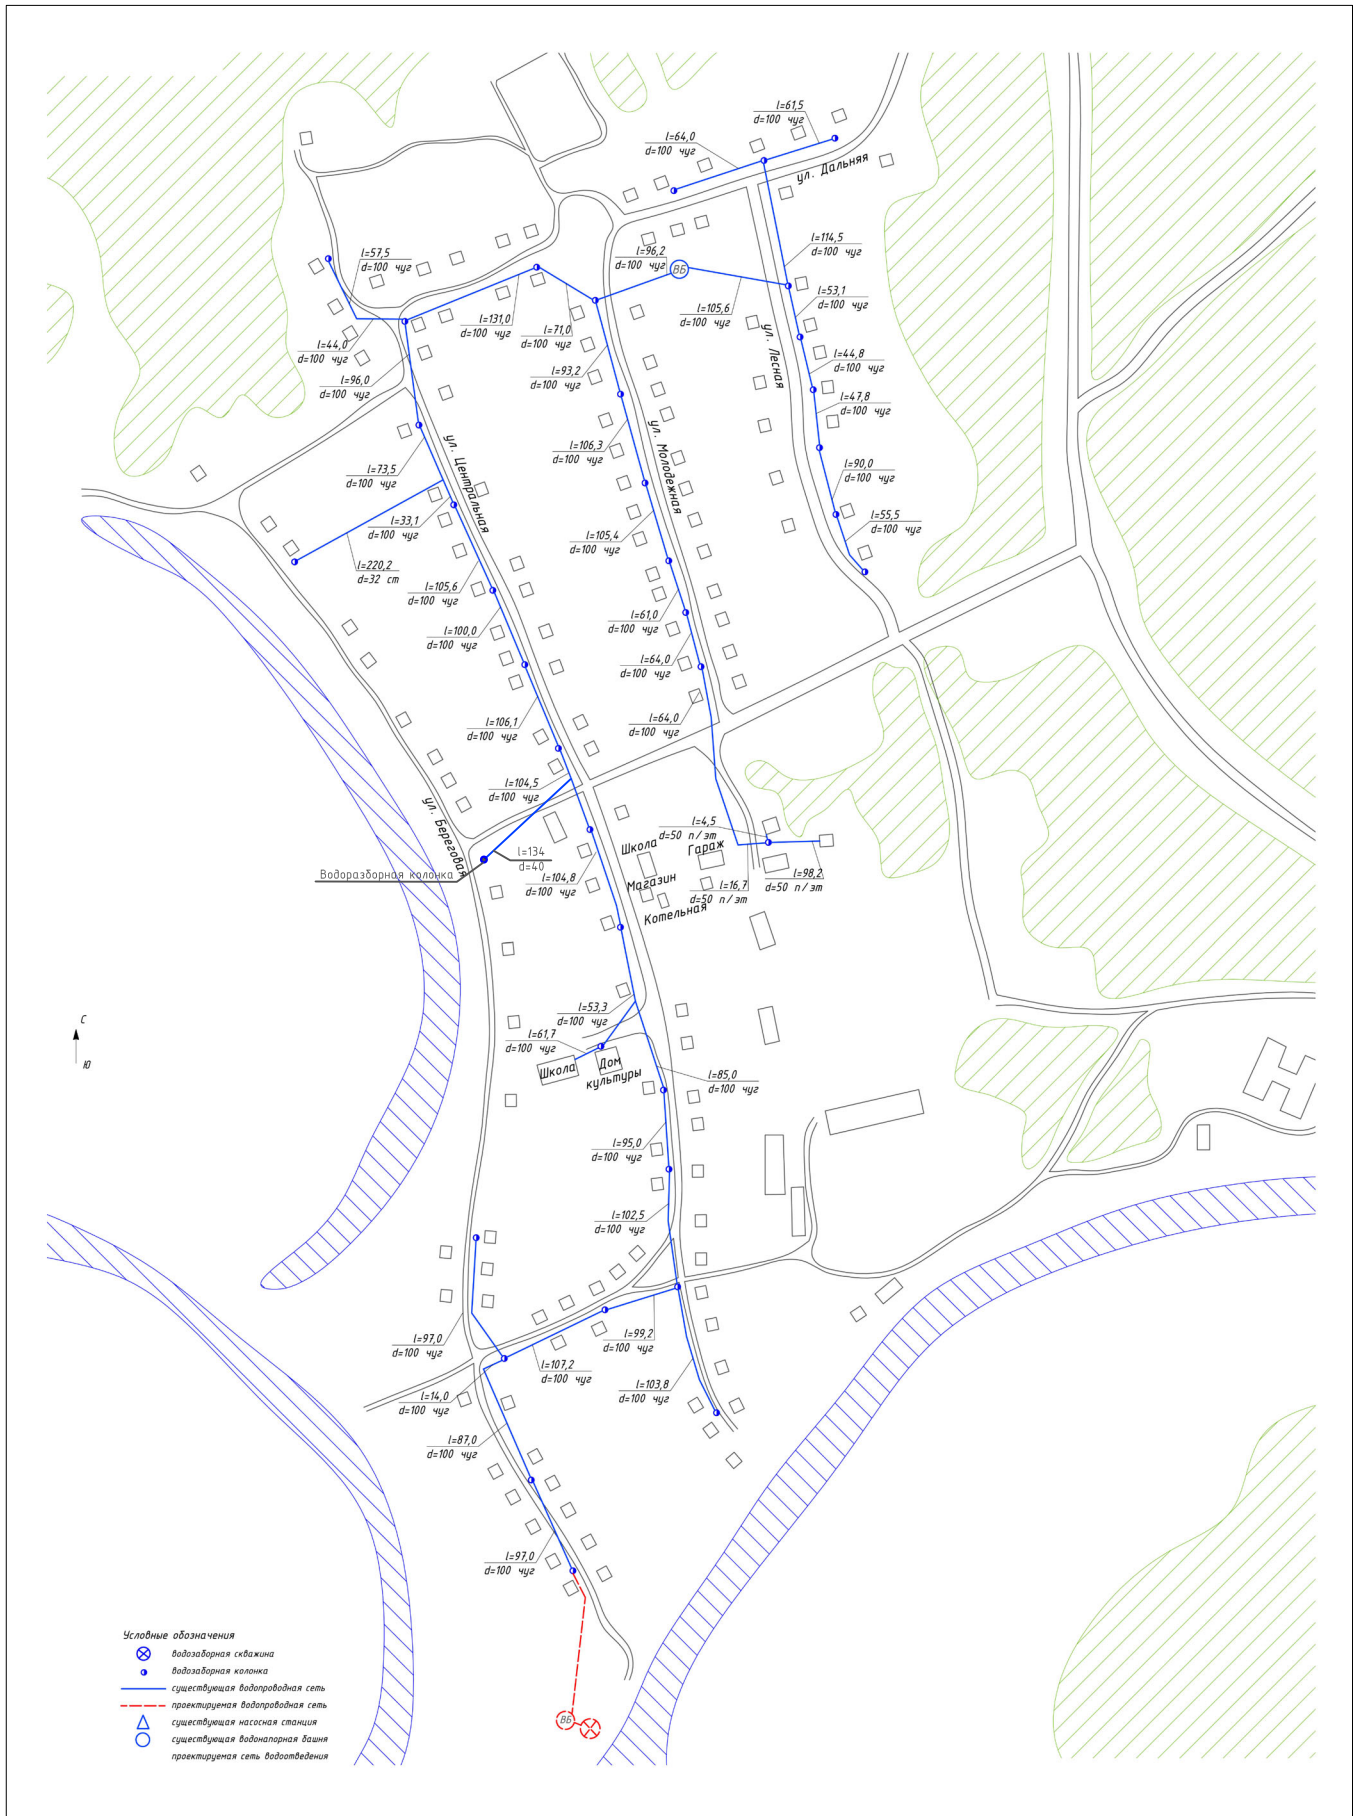 l=61,5
d=100 чуг
l=64,0
d=100 чуг
ул. Дальняя
l=114,5
d=100 чуг
l=57,5
d=100 чуг
l=96,2
d=100 чуг
ВБ
l=53,1
d=100 чуг
l=105,6
d=100 чуг
l=131,0
d=100 чуг
l=71,0
d=100 чуг
l=44,0
d=100 чуг
ул. Лесная
l=44,8
d=100 чуг
l=96,0
d=100 чуг
l=93,2
d=100 чуг
l=47,8
d=100 чуг
ул. Центральная
ул. Молодежная
l=106,3
d=100 чуг
l=73,5
d=100 чуг
l=90,0
d=100 чуг
l=33,1
d=100 чуг
l=55,5
d=100 чуг
l=105,4
d=100 чуг
l=220,2
d=32 ст
l=105,6
d=100 чуг
l=61,0
d=100 чуг
l=100,0
d=100 чуг
l=64,0
d=100 чуг
l=106,1
d=100 чуг
l=64,0
d=100 чуг
l=104,5
d=100 чуг
ул. Береговая
l=4,5
d=50 п/эт
Школа
Гараж
l=134
d=40
Водоразборная колонка
l=104,8
d=100 чуг
Магазин
l=16,7
d=50 п/эт
l=98,2
d=50 п/эт
Котельная
l=53,3
d=100 чуг
С
Ю
l=61,7
d=100 чуг
Школа
Дом
культуры
l=85,0
d=100 чуг
l=95,0
d=100 чуг
l=102,5
d=100 чуг
l=97,0
d=100 чуг
l=99,2
d=100 чуг
l=107,2
d=100 чуг
l=14,0
d=100 чуг
l=103,8
d=100 чуг
l=87,0
d=100 чуг
l=97,0
d=100 чуг
ВБ
Условные обозначения
водозаборная скважина
водозаборная колонка
существующая водопроводная сеть
проектируемая водопроводная сеть
существующая насосная станция
существующая водонапорная башня
проектируемая сеть водоотведения